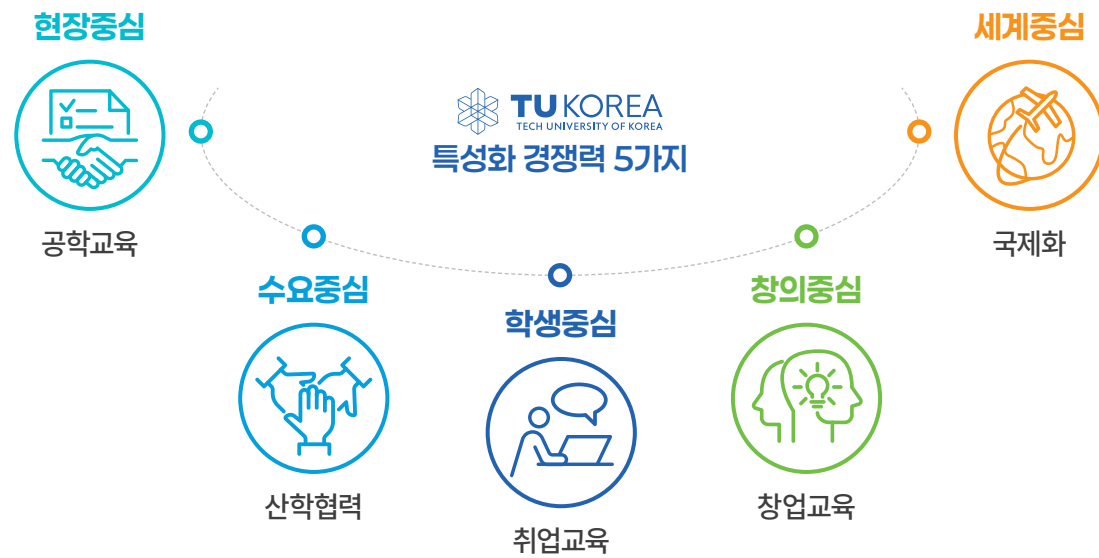 현장중심
공학교육
TU KOREA
TECH UNIVERSITY OF KOREA
특성화 경쟁력 5가지
세계중심
국제화
수요중심
산학협력
학생중심
취업교육
창의중심
창업교육